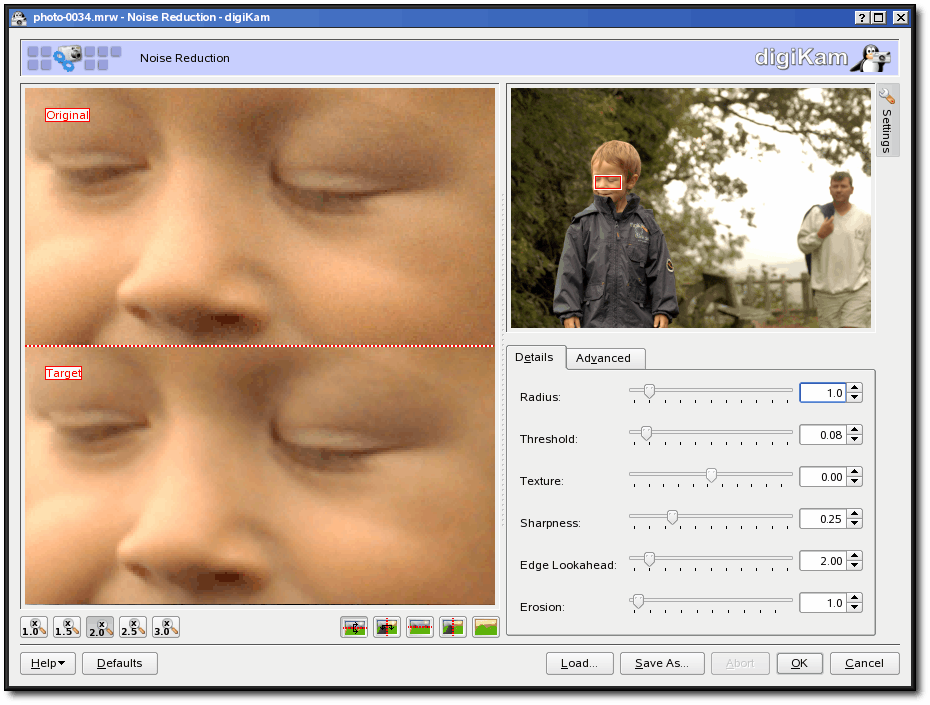 photo-0034.mrw - Noise Reduction - digiKam
Noise Reduction
digiKam
Original
Target
Settings
Details
Advanced
Radius:
1.0
Threshold:
0.08
Texture:
0.00
Sharpness:
0.25
Edge Lookahead:
2.00
Erosion:
1.0
x 1.0
x 1.5
x 2.0
x 2.5
x 3.0
Help
Defaults
Load...
Save As...
Abort
OK
Cancel